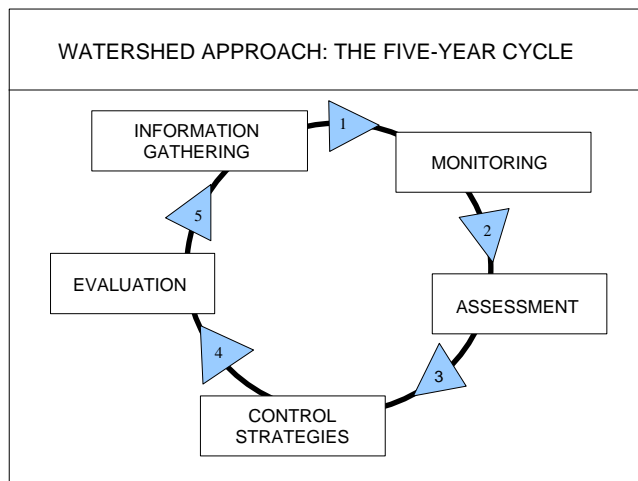 WATERSHED APPROACH: THE FIVE-YEAR CYCLE
INFORMATION
GATHERING
1
MONITORING
2
ASSESSMENT
3
CONTROL
STRATEGIES
4
EVALUATION
5